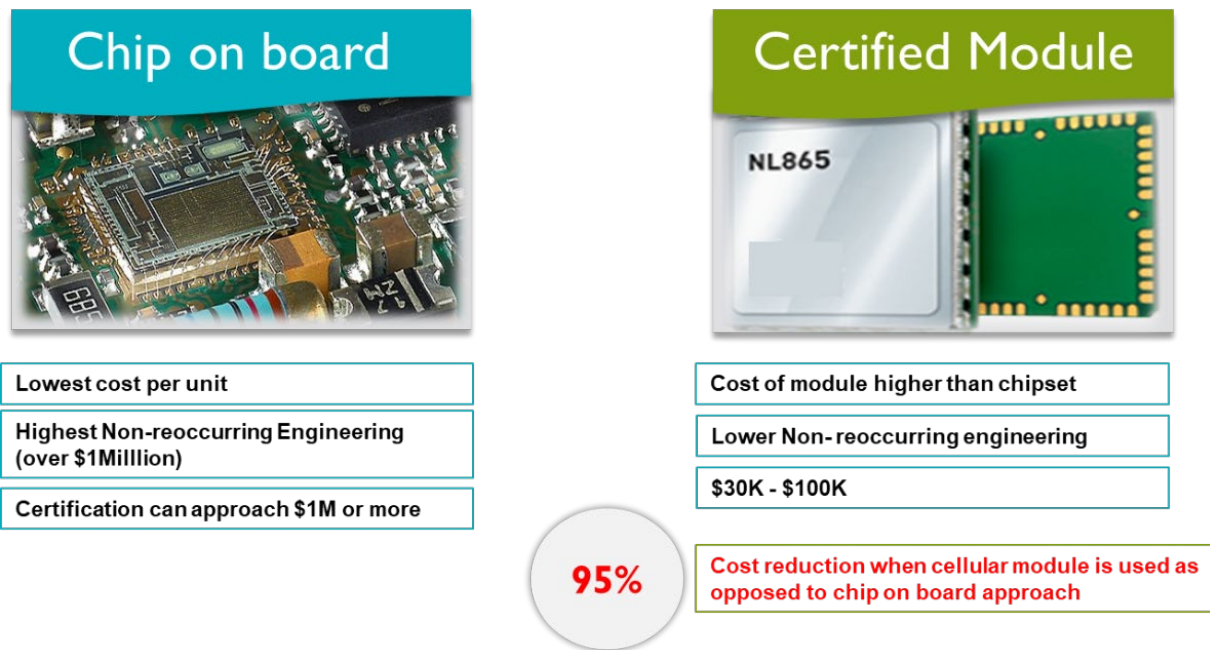 Chip on board
Certified Module
NL865
685
Lowest cost per unit
Highest Non-reoccurring Engineering
(over $1Milllion)
Certification can approach $1M or more
Cost of module higher than chipset
Lower Non- reoccurring engineering
$30K - $100K
95%
Cost reduction when cellular module is used as
opposed to chip on board approach